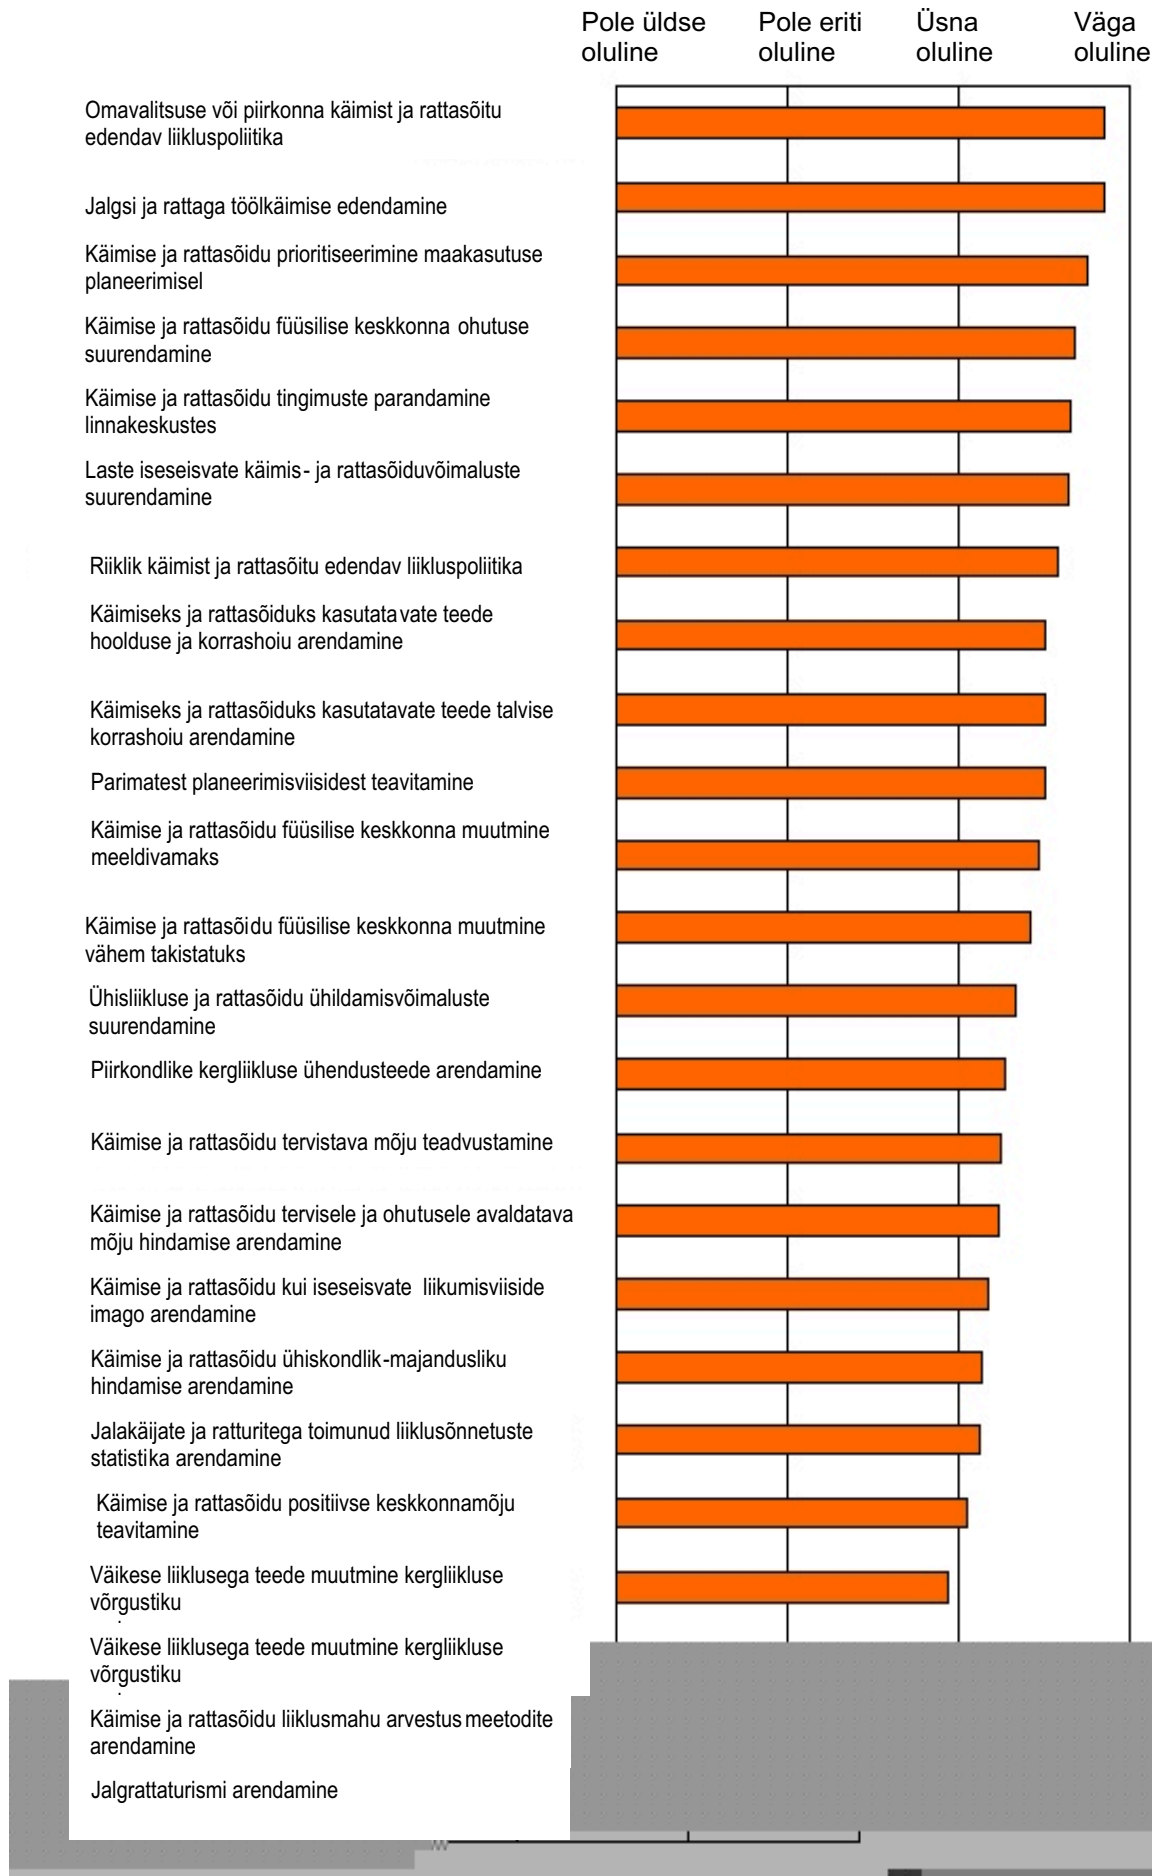 Pole üldse
oluline
Pole eriti
oluline
Üsna
oluline
Väga
oluline
Omavalitsuse või piirkonna käimist ja rattasõitu
edendav liikluspoliitika
Jalgsi ja rattaga töölkäimise edendamine
Käimise ja rattasõidu prioritiseerimine maakasutuse
planeerimisel
Käimise ja rattasõidu füüsilise keskkonna ohutuse
suurendamine
Käimise ja rattasõidu tingimuste parandamine
linnakeskustes
Laste iseseisvate käimis- ja rattasõiduvõimaluste
suurendamine
Riiklik käimist ja rattasõitu edendav liikluspoliitika
Käimiseks ja rattasõiduks kasutatavate teede
hoolduse ja korrashoiu arendamine
Käimiseks ja rattasõiduks kasutatavate teede talvise
korrashoiu arendamine
Parimatest planeerimisviisidest teavitamine
Käimise ja rattasõidu füüsilise keskkonna muutmine
meeldivamaks
Käimise ja rattasõidu füüsilise keskkonna muutmine
vähem takistatuks
Ühisliikluse ja rattasõidu ühildamisvõimaluste
suurendamine
Piirkondlike kergliikluse ühendusteede arendamine
Käimise ja rattasõidu tervistava mõju teadvustamine
Käimise ja rattasõidu tervisele ja ohutusele avaldatava
mõju hindamise arendamine
Käimise ja rattasõidu kui iseseisvate liikumisviiside
imago arendamine
Käimise ja rattasõidu ühiskondlik-majandusliku
hindamise arendamine
Jalakäijate ja ratturitega toimunud liiklusõnnetuste
statistika arendamine
Käimise ja rattasõidu positiivse keskkonnamõju
teavitamine
Väikese liiklusega teede muutmine kergliikluse
võrgustiku
Väikese liiklusega teede muutmine kergliikluse
võrgustiku
Käimise ja rattasõidu liiklusmahu arvestusmeetodite
arendamine
Jalgrattaturismi arendamine